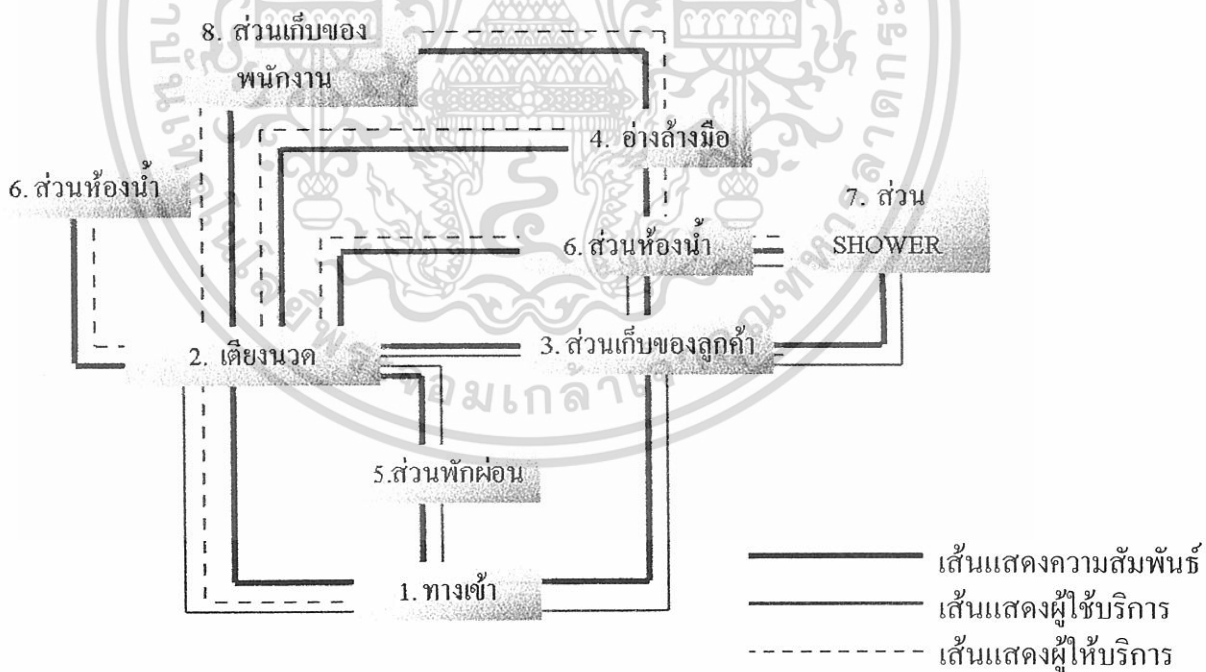 8. ส่วนเก็บของ
พนักงาน
4. อ่างล้างมือ
6. ส่วนห้องน้ำ
7. ส่วน
SHOWER
6. ส่วนห้องน้ำ
2. เตียงนวด
3. ส่วนเก็บของลูกค้า
5.ส่วนพักผ่อน
1. ทางเข้า
เส้นแสดงความสัมพันธ์
เส้นแสดงผู้ใช้บริการ
เส้นแสดงผู้ให้บริการ